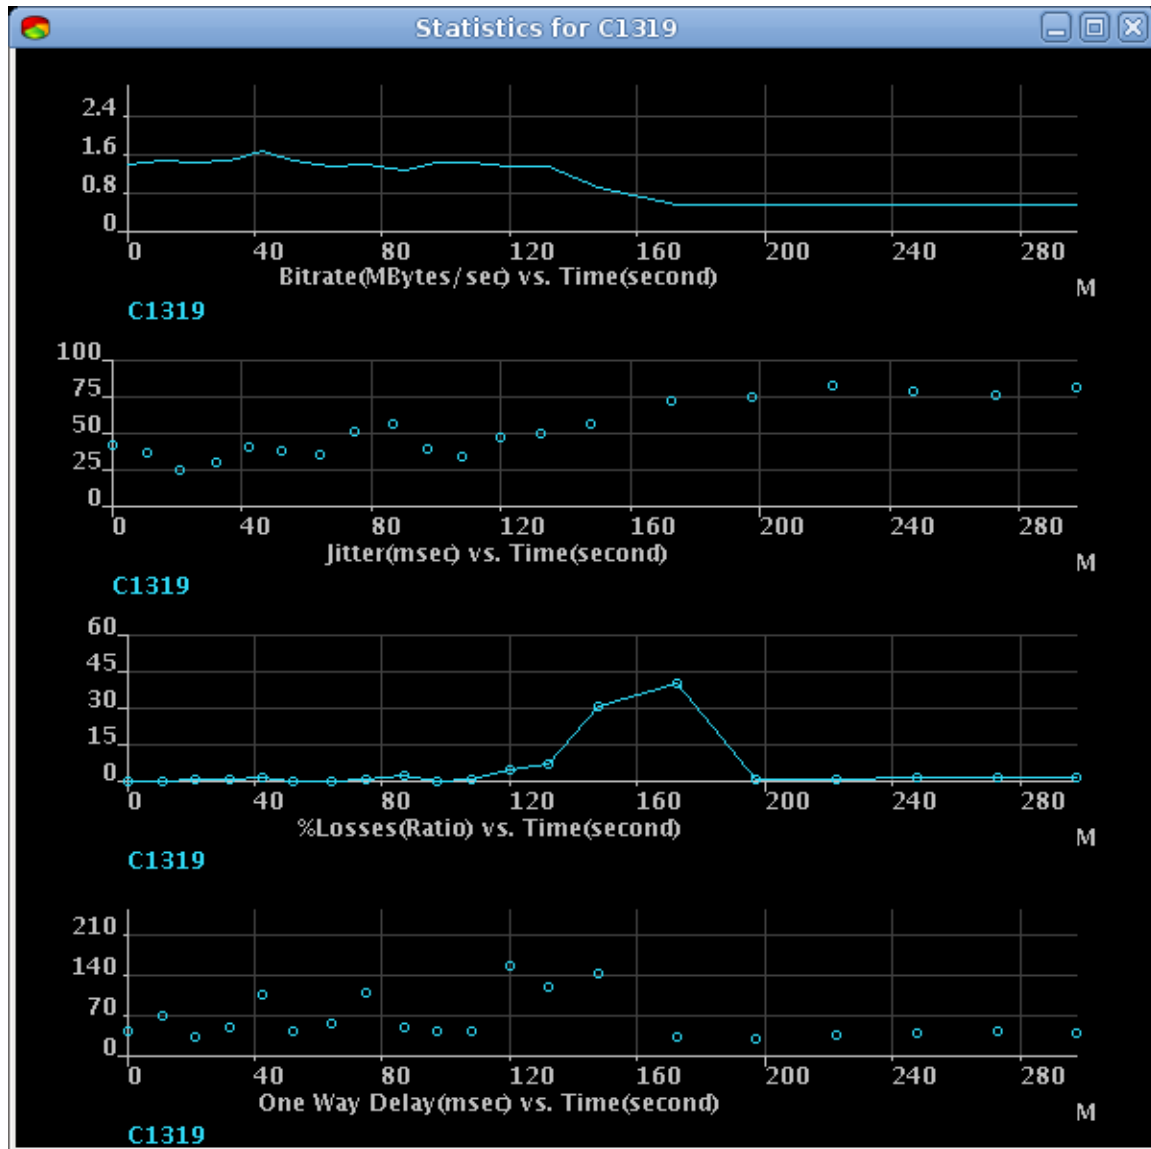 Statistics for C1319
2.4
1.6
0.8
0
0 40 80 120 160 200 240 280
Bitrate(MBytes/sec) vs. Time(second)
M
C1319
100
75
50
25
0
0 40 80 120 160 200 240 280
Jitter(msec) vs. Time(second)
M
C1319
60
45
30
15
0
0 40 80 120 160 200 240 280
%Losses(Ratio) vs. Time(second)
M
C1319
210
140
70
0
0 40 80 120 160 200 240 280
One Way Delay(msec) vs. Time(second)
M
C1319